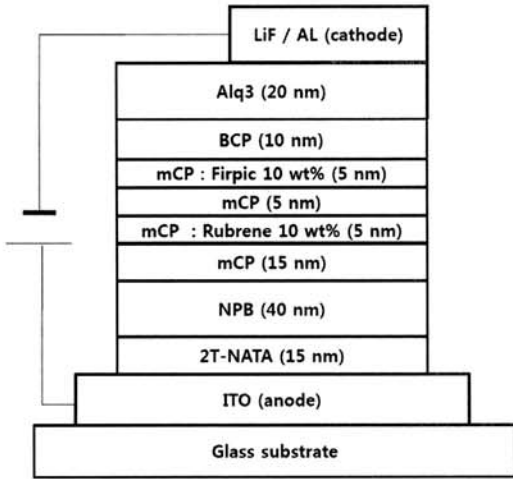 LiF / AL (cathode)
Alq3 (20 nm)
BCP (10 nm)
mCP : Firpic 10 wt% (5 nm)
mCP (5 nm)
mCP : Rubrene 10 wt% (5 nm)
mCP (15 nm)
NPB (40 nm)
2T-NATA (15 nm)
ITO (anode)
Glass substrate